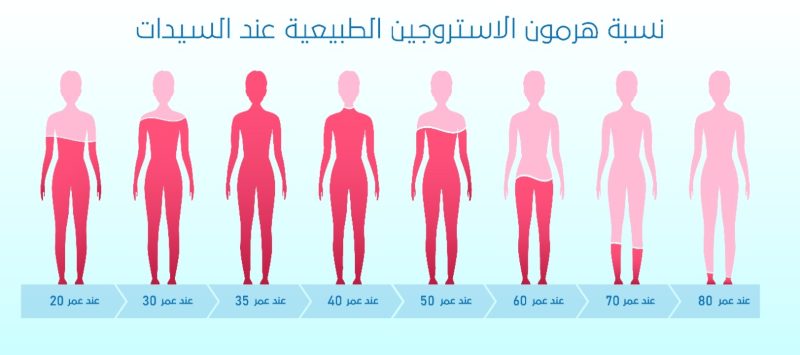 نسبة هرمون الاستروجين الطبيعية عند السيدات
عند عمر 20
عند عمر 30
عند عمر 35
عند عمر 40
عند عمر 50
عند عمر 60
عند عمر 70
عند عمر 80